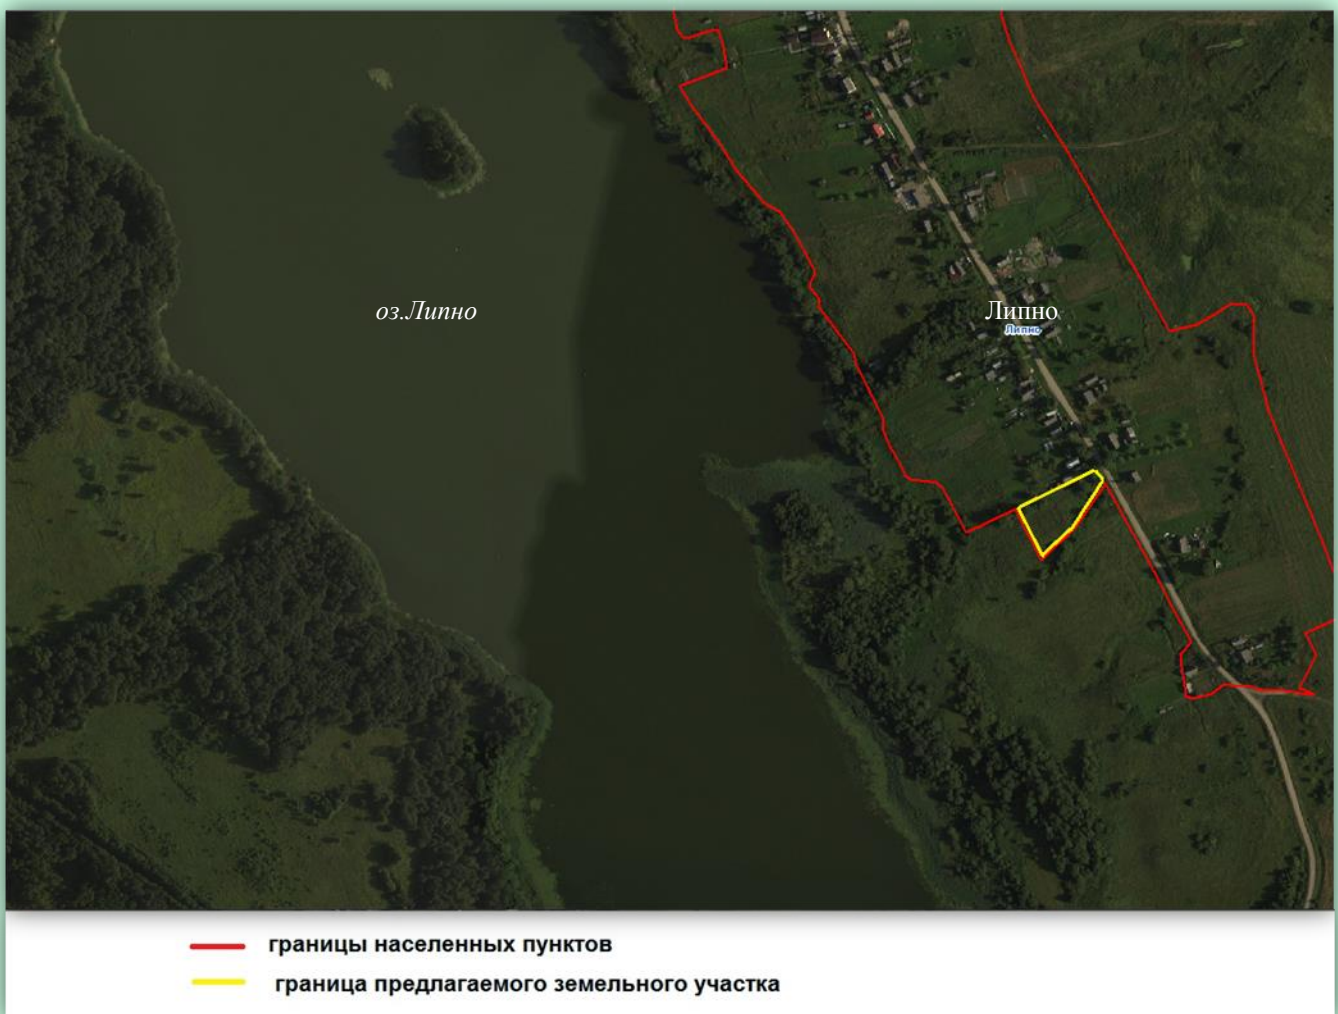 оз.Липно
Липно
Липно
границы населенных пунктов
граница предлагаемого земельного участка